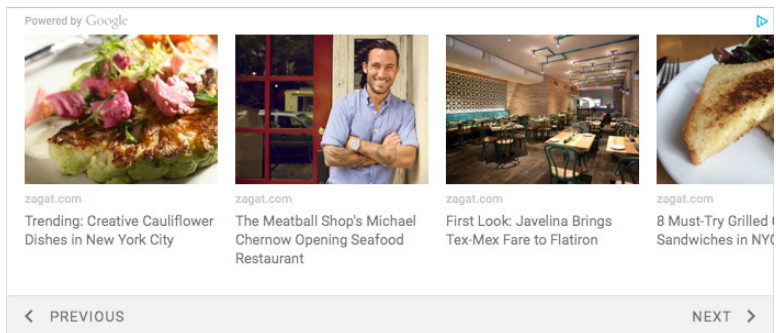 Powered by Google
zagat.com
Trending: Creative Cauliflower
Dishes in New York City
zagat.com
The Meatball Shop's Michael
Chernow Opening Seafood
Restaurant
zagat.com
First Look: Javelina Brings
Tex-Mex Fare to Flatiron
zagat.com
8 Must-Try Grilled
Sandwiches in NYC
PREVIOUS
NEXT